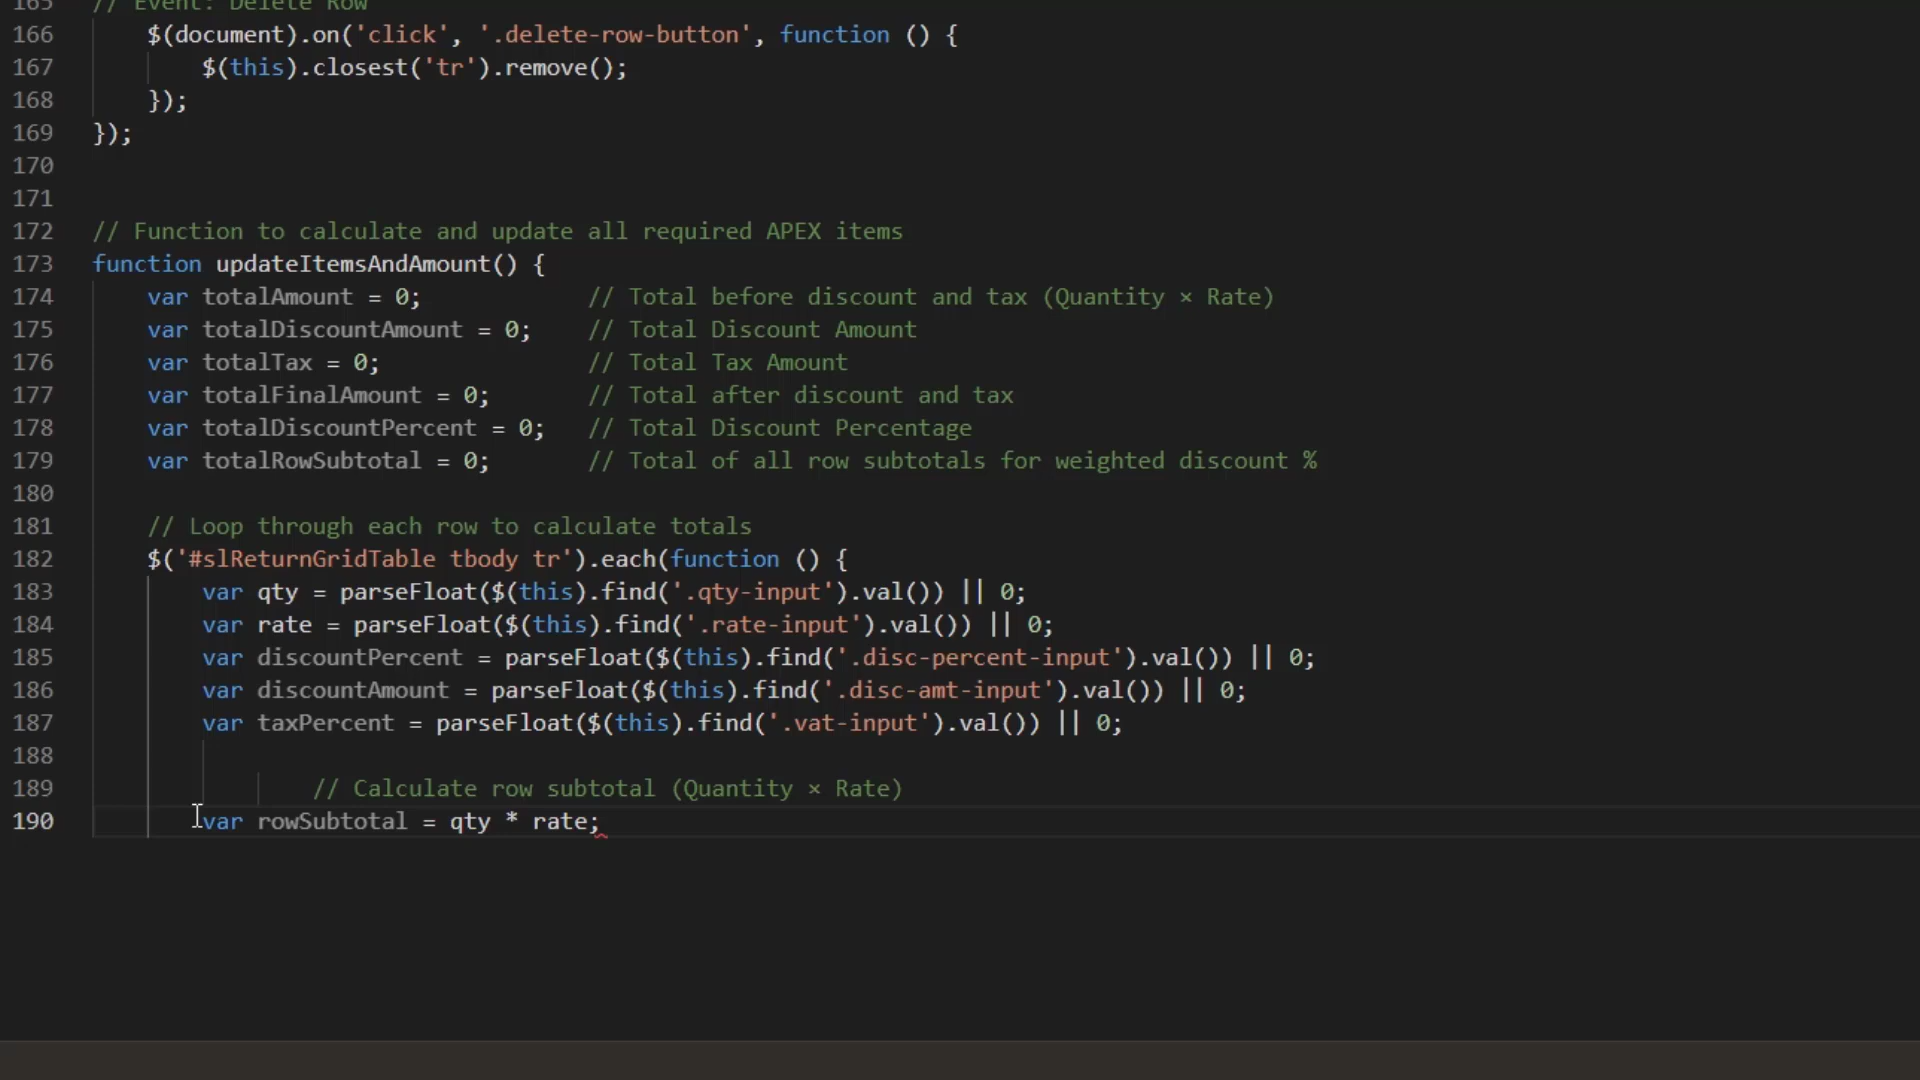 165 // Event: Delete Row
166 $(document).on('click', '.delete-row-button', function () {
167 $(this).closest('tr').remove();
168 });
169 });
170
171
172 // Function to calculate and update all required APEX items
173 function updateItemsAndAmount() {
174 var totalAmount = 0; // Total before discount and tax (Quantity × Rate)
175 var totalDiscountAmount = 0; // Total Discount Amount
176 var totalTax = 0; // Total Tax Amount
177 var totalFinalAmount = 0; // Total after discount and tax
178 var totalDiscountPercent = 0; // Total Discount Percentage
179 var totalRowSubtotal = 0; // Total of all row subtotals for weighted discount %
180
181 // Loop through each row to calculate totals
182 $('#slReturnGridTable tbody tr').each(function () {
183 var qty = parseFloat($(this).find('.qty-input').val()) || 0;
184 var rate = parseFloat($(this).find('.rate-input').val()) || 0;
185 var discountPercent = parseFloat($(this).find('.disc-percent-input').val()) || 0;
186 var discountAmount = parseFloat($(this).find('.disc-amt-input').val()) || 0;
187 var taxPercent = parseFloat($(this).find('.vat-input').val()) || 0;
188
189 // Calculate row subtotal (Quantity × Rate)
190 var rowSubtotal = qty * rate;